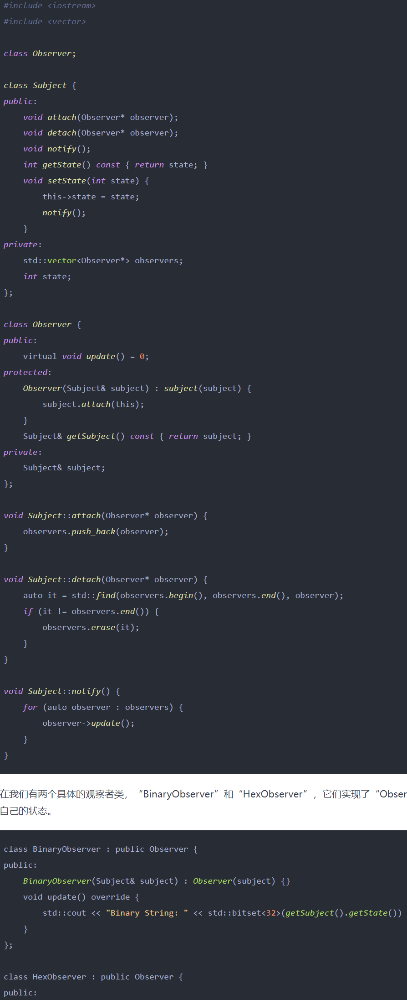 #include <iostream>
#include <vector>

class Observer;

class Subject {
public:
    void attach(Observer* observer);
    void detach(Observer* observer);
    void notify();
    int getState() const { return state; }
    void setState(int state) {
        this->state = state;
        notify();
    }
private:
    std::vector<Observer*> observers;
    int state;
};

class Observer {
public:
    virtual void update() = 0;
protected:
    Observer(Subject& subject) : subject(subject) {
        subject.attach(this);
    }
    Subject& getSubject() const { return subject; }
private:
    Subject& subject;
};

void Subject::attach(Observer* observer) {
    observers.push_back(observer);
}

void Subject::detach(Observer* observer) {
    auto it = std::find(observers.begin(), observers.end(), observer);
    if (it != observers.end()) {
        observers.erase(it);
    }
}

void Subject::notify() {
    for (auto observer : observers) {
        observer->update();
    }
}

在我们有两个具体的观察者类，“BinaryObserver”和“HexObserver”，它们实现了“Obser
自己的状态。

class BinaryObserver : public Observer {
public:
    BinaryObserver(Subject& subject) : Observer(subject) {}
    void update() override {
        std::cout << "Binary String: " << std::bitset<32>(getSubject().getState())
    }
};

class HexObserver : public Observer {
public: